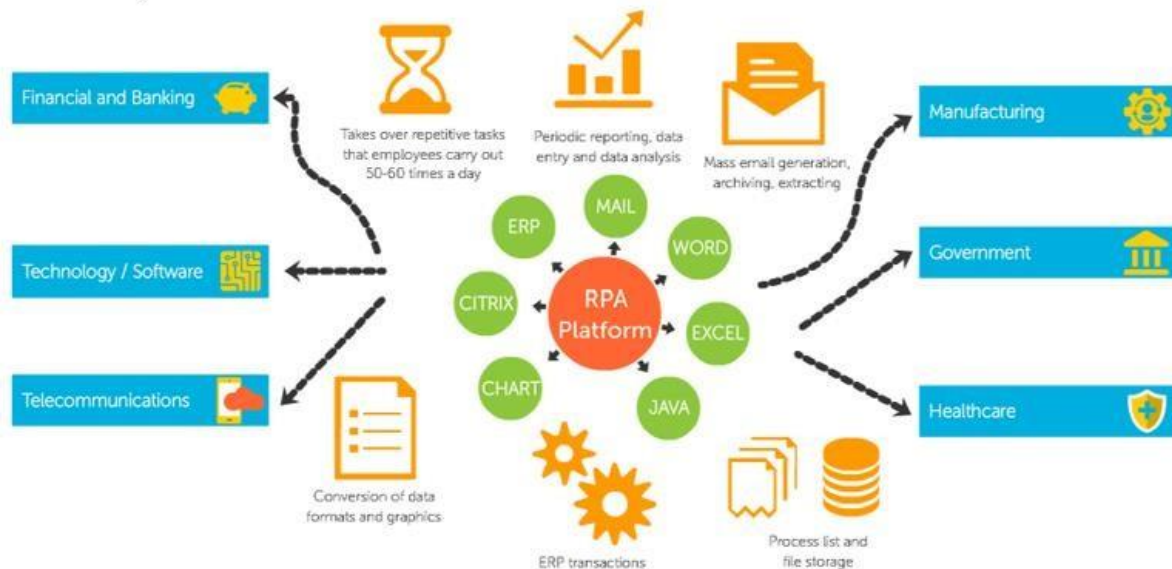 Financial and Banking
Technology / Software
Telecommunications
Takes over repetitive tasks
that employees carry out
50-60 times a day
Periodic reporting, data
entry and data analysis
Mass email generation,
archiving, extracting
MAIL
ERP
WORD
CITRIX
RPA
Platform
EXCEL
CHART
JAVA
Conversion of data
formats and graphics
ERP transactions
Process list and
file storage
Manufacturing
Government
Healthcare